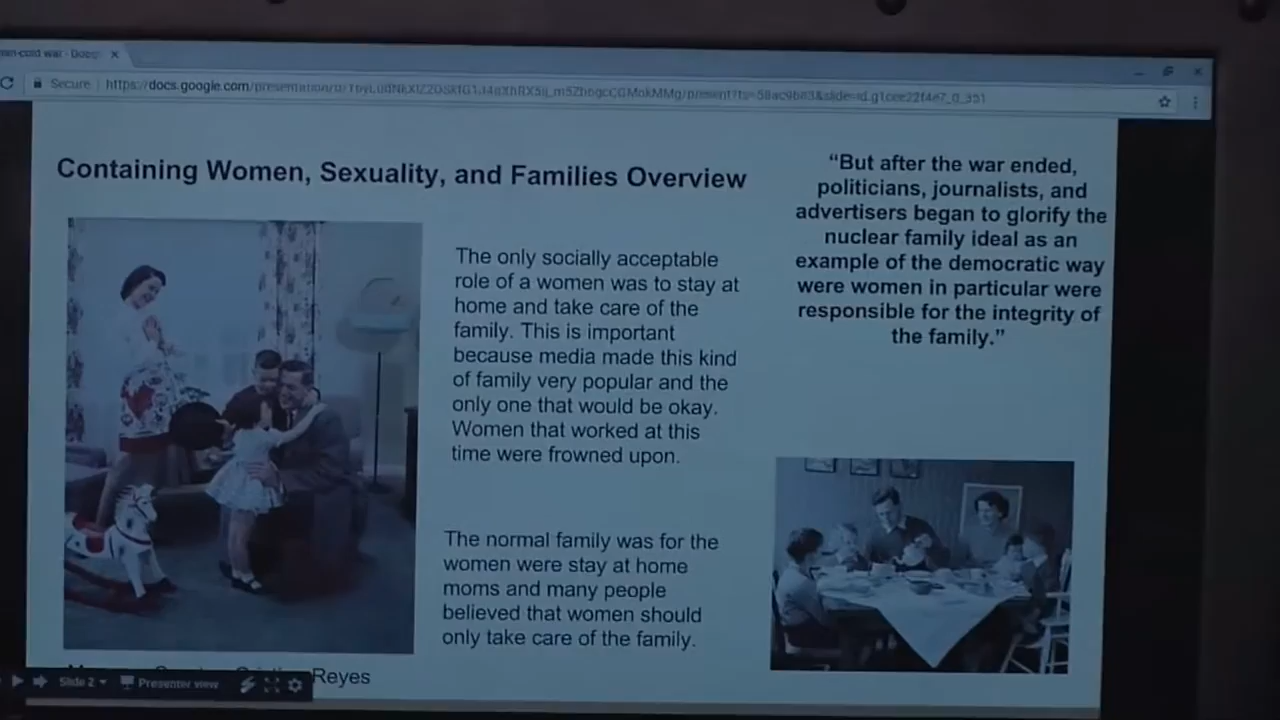 Secure
https://docs.google.com/presentation/
Containing Women, Sexuality, and Families Overview
The only socially acceptable
role of a women was to stay at
home and take care of the
family. This is important
because media made this kind
of family very popular and the
only one that would be okay.
Women that worked at this
time were frowned upon.
The normal family was for the
women were stay at home
moms and many people
believed that women should
only take care of the family.
“But after the war ended,
politicians, journalists, and
advertisers began to glorify the
nuclear family ideal as an
example of the democratic way
were women in particular were
responsible for the integrity of
the family.”
Reyes
Slide 2
Presenter view